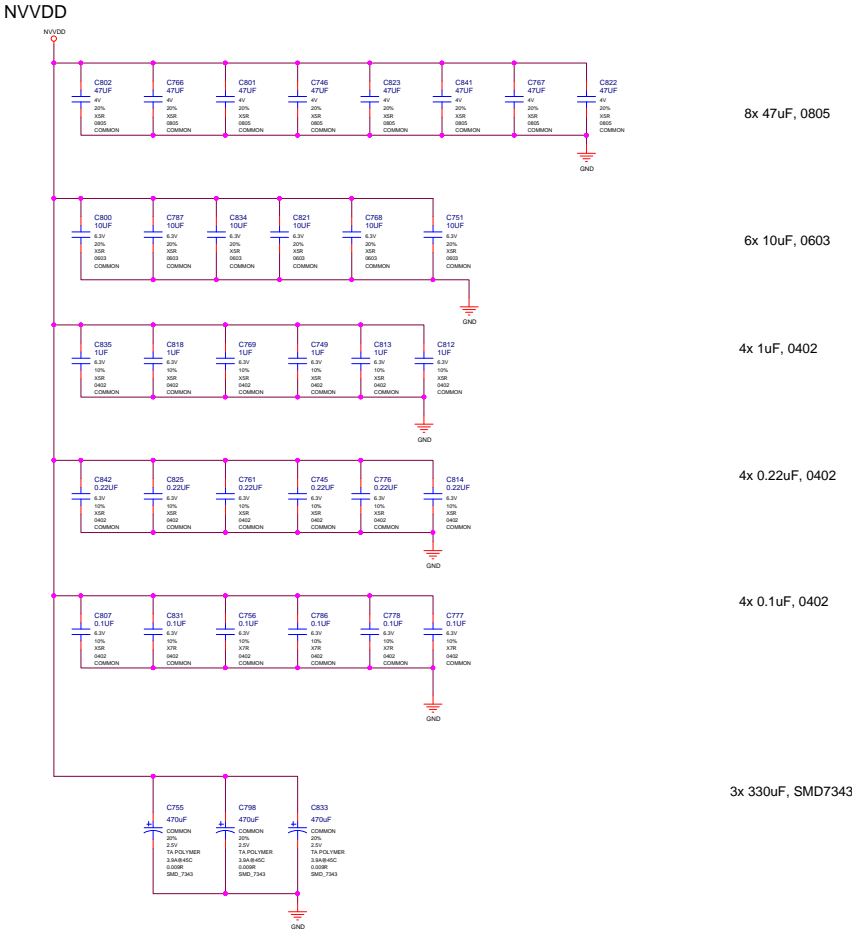 NVVDD
NVVDD
C802 C766 C801 C746 C823 C841 C767 C822
47UF 47UF 47UF 47UF 47UF 47UF 47UF 47UF
4V 4V 4V 4V 4V 4V 4V 4V
20% 20% 20% 20% 20% 20% 20% 20%
X5R X5R X5R X5R X5R X5R X5R X5R
0805 0805 0805 0805 0805 0805 0805 0805
COMMON COMMON COMMON COMMON COMMON COMMON COMMON COMMON
8x 47uF, 0805
GND
C800 C787 C834 C821 C768 C751
10UF 10UF 10UF 10UF 10UF 10UF
6.3V 6.3V 6.3V 6.3V 6.3V 6.3V
20% 20% 20% 20% 20% 20%
X5R X5R X5R X5R X5R X5R
0603 0603 0603 0603 0603 0603
COMMON COMMON COMMON COMMON COMMON COMMON
6x 10uF, 0603
GND
C835 C818 C769 C749 C813 C812
1UF 1UF 1UF 1UF 1UF 1UF
6.3V 6.3V 6.3V 6.3V 6.3V 6.3V
10% 10% 10% 10% 10% 10%
X5R X5R X5R X5R X5R X5R
0402 0402 0402 0402 0402 0402
COMMON COMMON COMMON COMMON COMMON COMMON
4x 1uF, 0402
GND
C842 C825 C761 C745 C776 C814
0.22UF 0.22UF 0.22UF 0.22UF 0.22UF 0.22UF
6.3V 6.3V 6.3V 6.3V 6.3V 6.3V
10% 10% 10% 10% 10% 10%
X5R X5R X5R X5R X5R X5R
0402 0402 0402 0402 0402 0402
COMMON COMMON COMMON COMMON COMMON COMMON
4x 0.22uF, 0402
GND
C807 C831 C756 C786 C778 C777
0.1UF 0.1UF 0.1UF 0.1UF 0.1UF 0.1UF
6.3V 6.3V 6.3V 6.3V 6.3V 6.3V
10% 10% 10% 10% 10% 10%
X5R X7R X7R X7R X7R X7R
0402 0402 0402 0402 0402 0402
COMMON COMMON COMMON COMMON COMMON COMMON
4x 0.1uF, 0402
GND
C755 C798 C833
470uF 470uF 470uF
COMMON COMMON COMMON
20% 20% 20%
2.5V 2.5V 2.5V
TA POLYMER TA POLYMER TA POLYMER
3.9A@45C 3.9A@45C 3.9A@45C
0.009R 0.009R 0.009R
SMD_7343 SMD_7343 SMD_7343
3x 330uF, SMD7343
GND